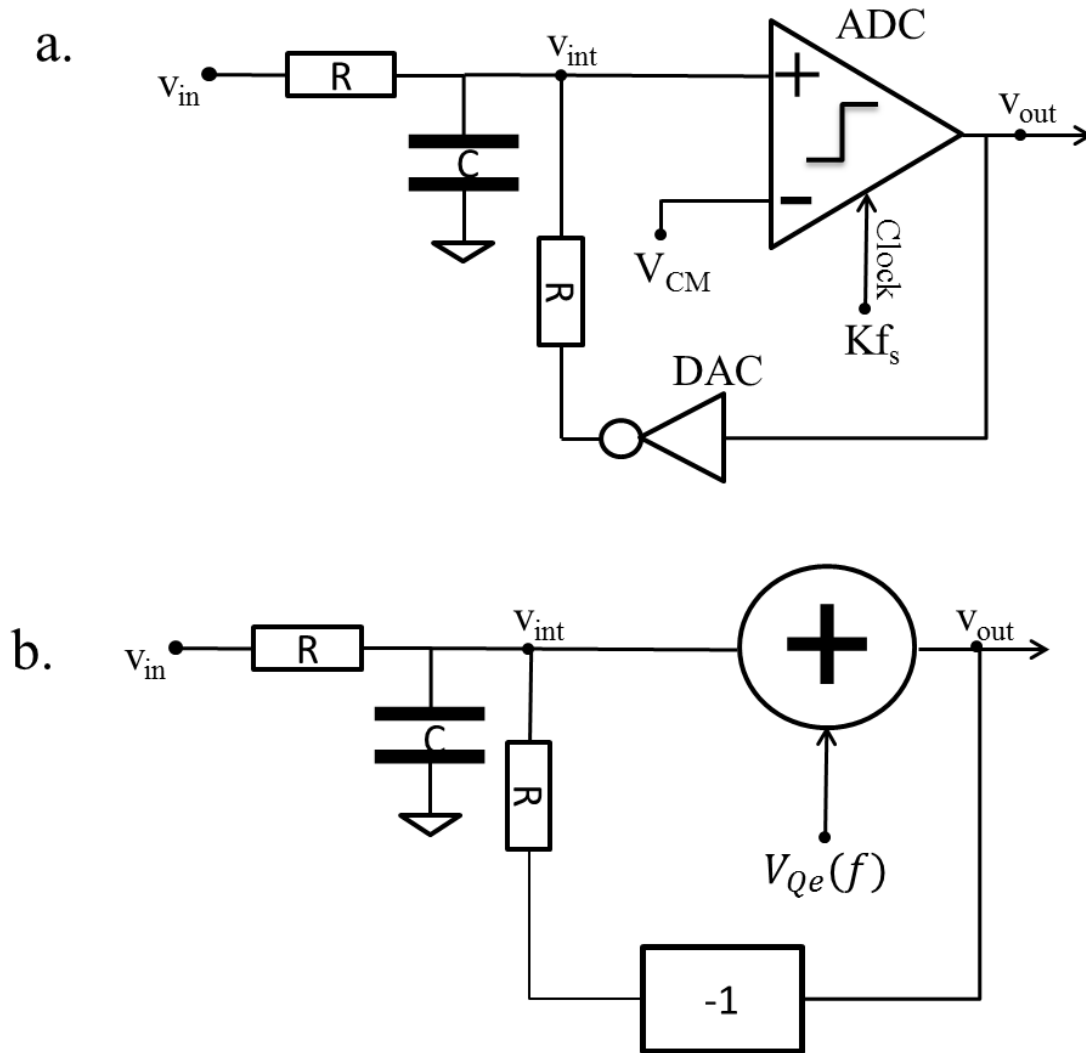 a.
ADC
v_int
v_in
R
C
+
-
v_out
R
V_CM
Clock
Kf_s
DAC
b.
v_int
v_in
R
C
+
v_out
R
V_Qe(f)
-1